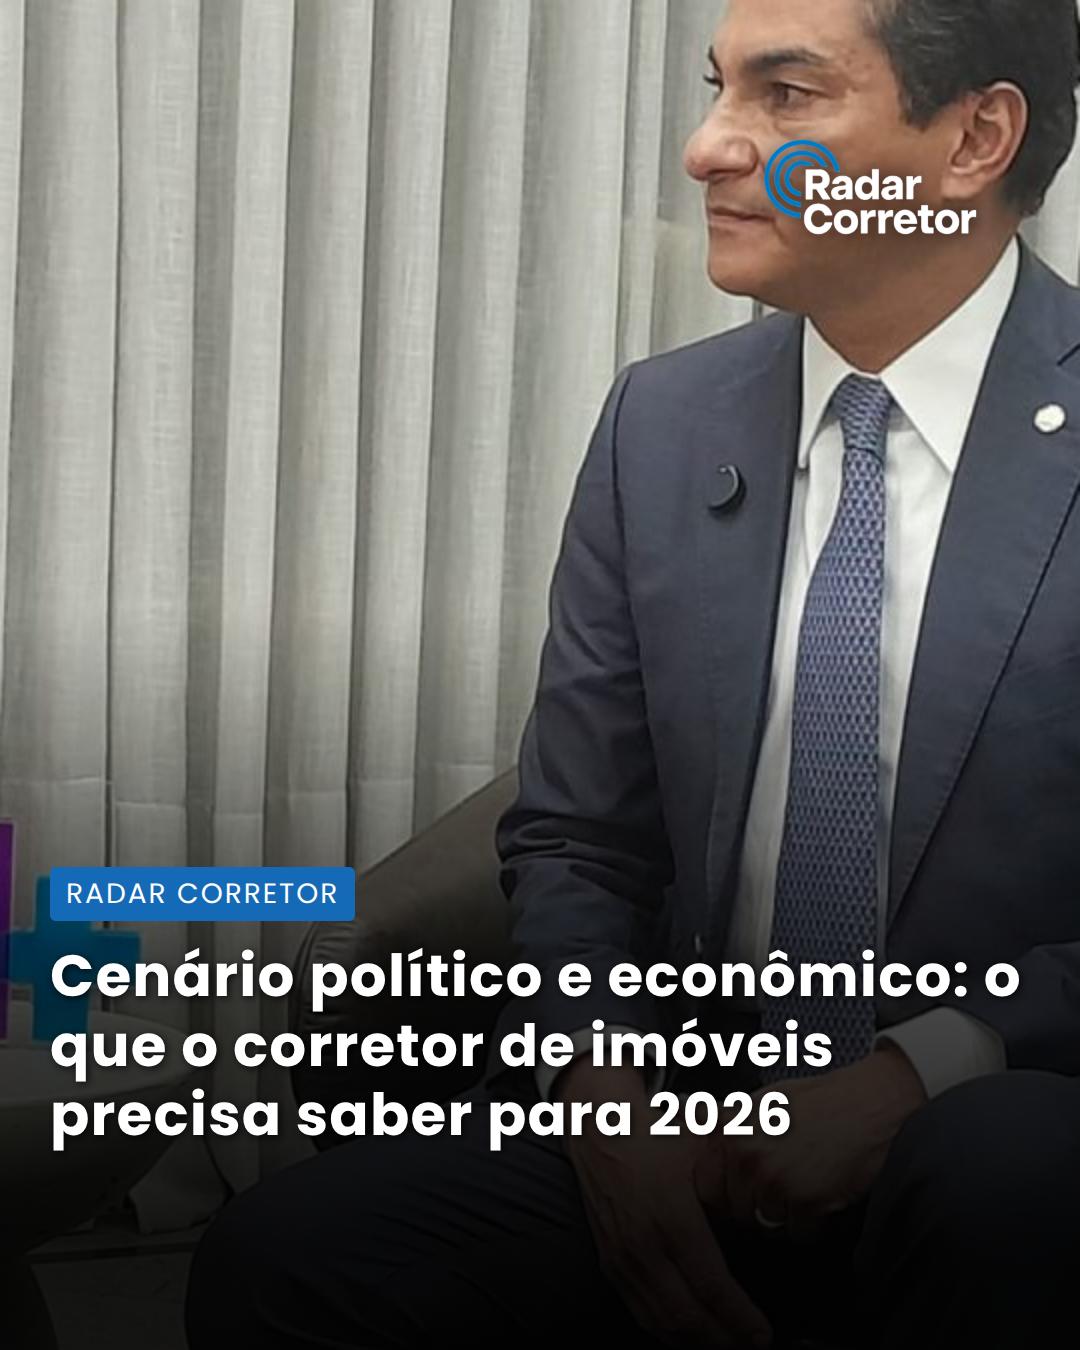 Radar
Corretor
RADAR CORRETOR
Cenário político e econômico: o
que o corretor de imóveis
precisa saber para 2026